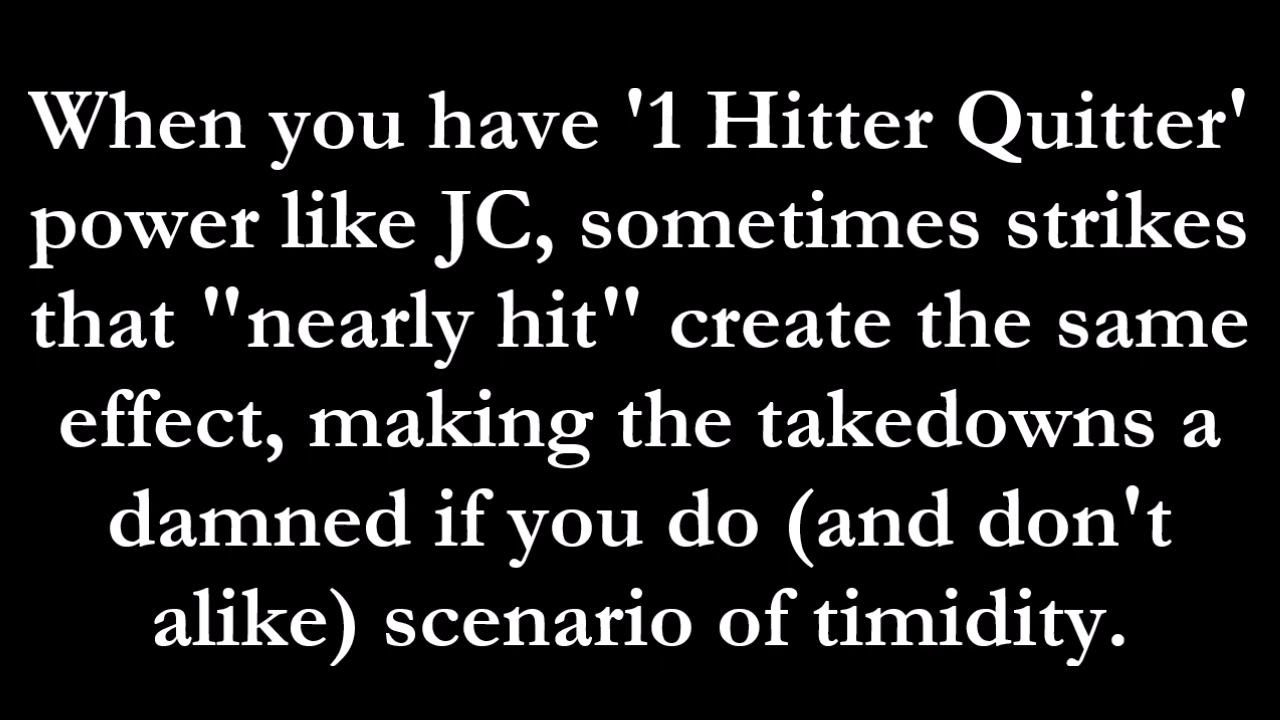 When you have '1 Hitter Quitter'
power like JC, sometimes strikes
that "nearly hit" create the same
effect, making the takedowns a
damned if you do (and don't
alike) scenario of timidity.